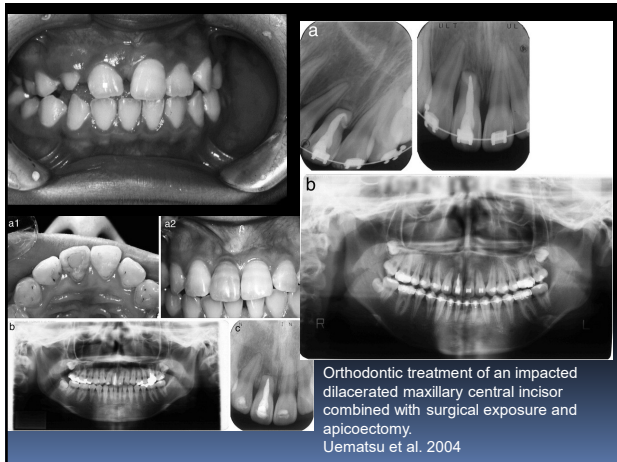 a
b
R
L
a1
a2
b
c
Orthodontic treatment of an impacted
dilacerated maxillary central incisor
combined with surgical exposure and
apicoectomy.
Uematsu et al. 2004